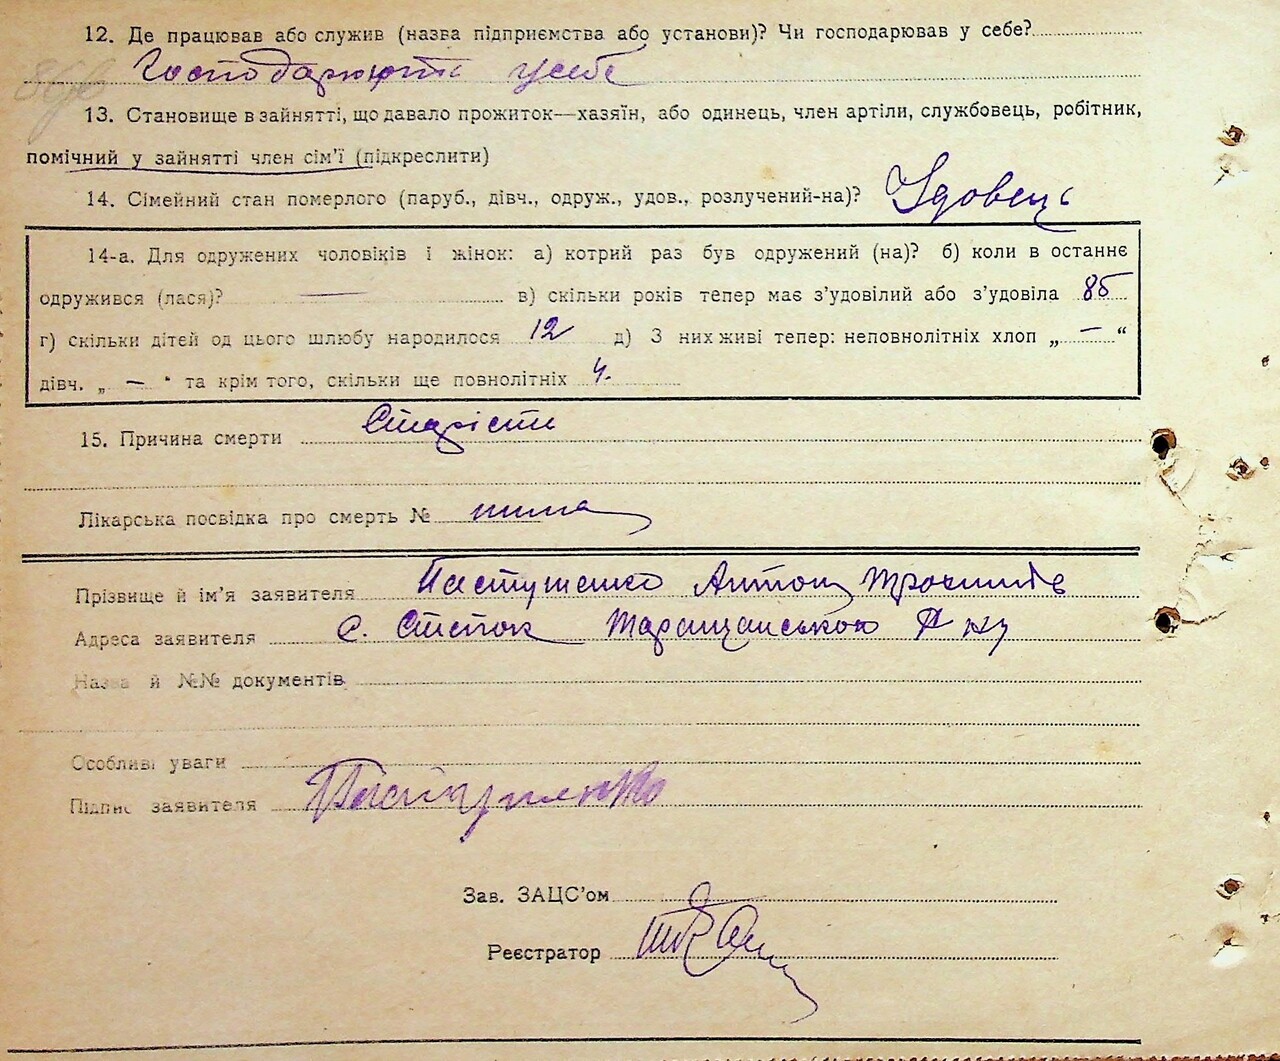 12. Де працював або служив (назва підприємства або установи)? Чи господарював у себе?
Господарюють у себе
13. Становище в зайнятті, що давало прожиток—хазяїн, або одинець, член артіли, службовець, робітник,
помічний у зайнятті член сім'ї (підкреслити)
14. Сімейний стан померлого (паруб., дівч., одруж., удов., розлучений-на)? Удовець
14-а. Для одружених чоловіків і жінок: а) котрий раз був одружений (на)? б) коли в останнє
одружився (лася)? — в) скільки років тепер має з'удовілий або з'удовіла 85
г) скільки дітей од цього шлюбу народилося 12 д) З них живі тепер: неповнолітніх хлоп „ — “
дівч. „ — “ та крім того, скільки ще повнолітніх 4.
15. Причина смерти Старість
Лікарська посвідка про смерть № нима
Прізвище й ім'я заявителя Пастушенко Антон Трохимів
Адреса заявителя с. Степок Таращанського Р ну
Назва й №№ документів
Особливі уваги
Підпис заявителя
Зав. ЗАЦС'ом
Реєстратор